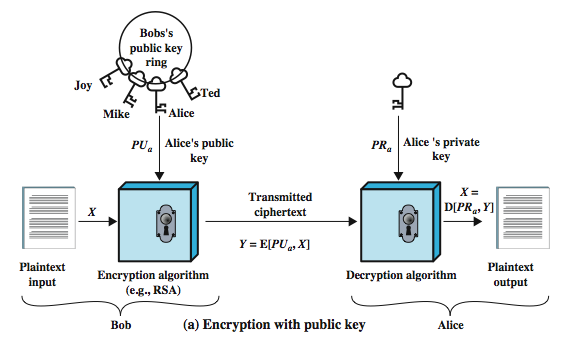 Bobs's
public key
ring
Joy
Ted
Mike
Alice
PUa
Alice's public
key
PRa
Alice 's private
key
X
Transmitted
ciphertext
X =
D[PRa, Y]
Y = E[PUa, X]
Plaintext
input
Encryption algorithm
(e.g., RSA)
Decryption algorithm
Plaintext
output
Bob
(a) Encryption with public key
Alice